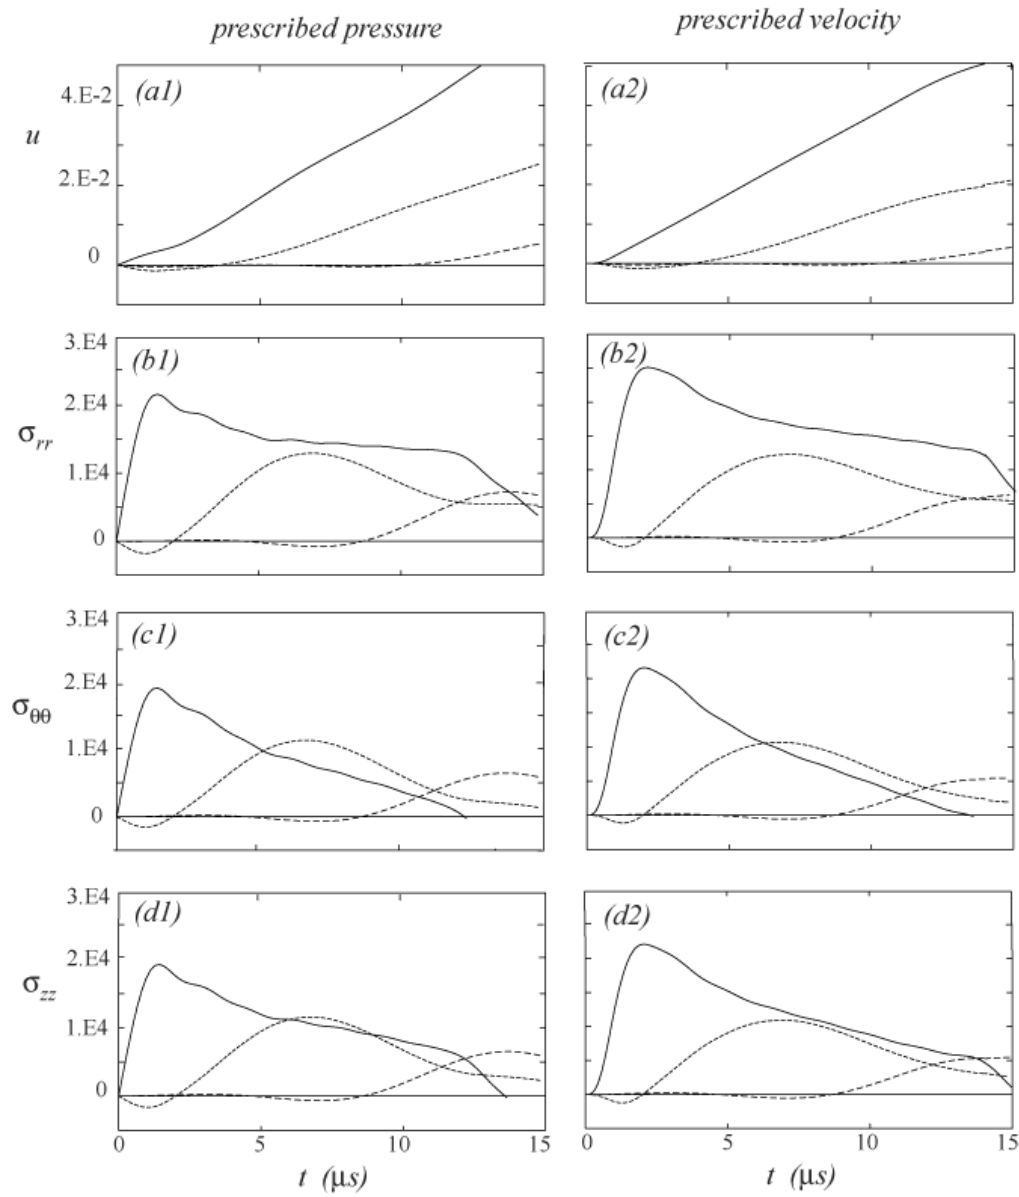 prescribed pressure
prescribed velocity
(a1)
(a2)
4.E-2
u
2.E-2
0
3.E4
(b1)
(b2)
2.E4
σrr
1.E4
0
3.E4
(c1)
(c2)
2.E4
σθθ
1.E4
0
3.E4
(d1)
(d2)
2.E4
σzz
1.E4
0
0 5 10 15
0 5 10 15
t (μs)
t (μs)